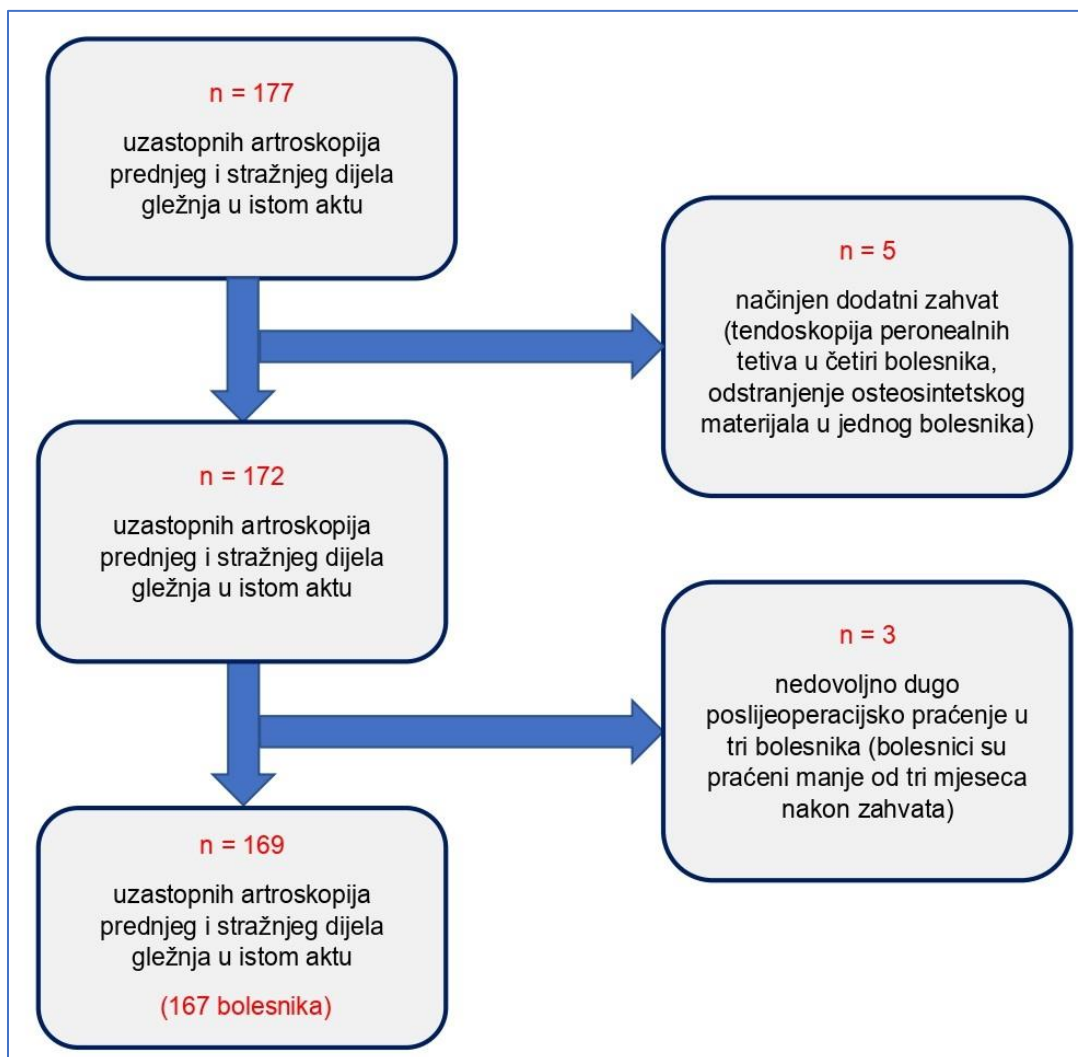 n = 177
uzastopnih artroskopija
prednjeg i stražnjeg dijela
gležnja u istom aktu
n = 5
načinjen dodatni zahvat
(tendoskopija peronealnih
tetiva u četiri bolesnika,
odstranjenje osteosintetskog
materijala u jednog bolesnika)
n = 172
uzastopnih artroskopija
prednjeg i stražnjeg dijela
gležnja u istom aktu
n = 3
nedovoljno dugo
poslijeoperacijsko praćenje u
tri bolesnika (bolesnici su
praćeni manje od tri mjeseca
nakon zahvata)
n = 169
uzastopnih artroskopija
prednjeg i stražnjeg dijela
gležnja u istom aktu
(167 bolesnika)